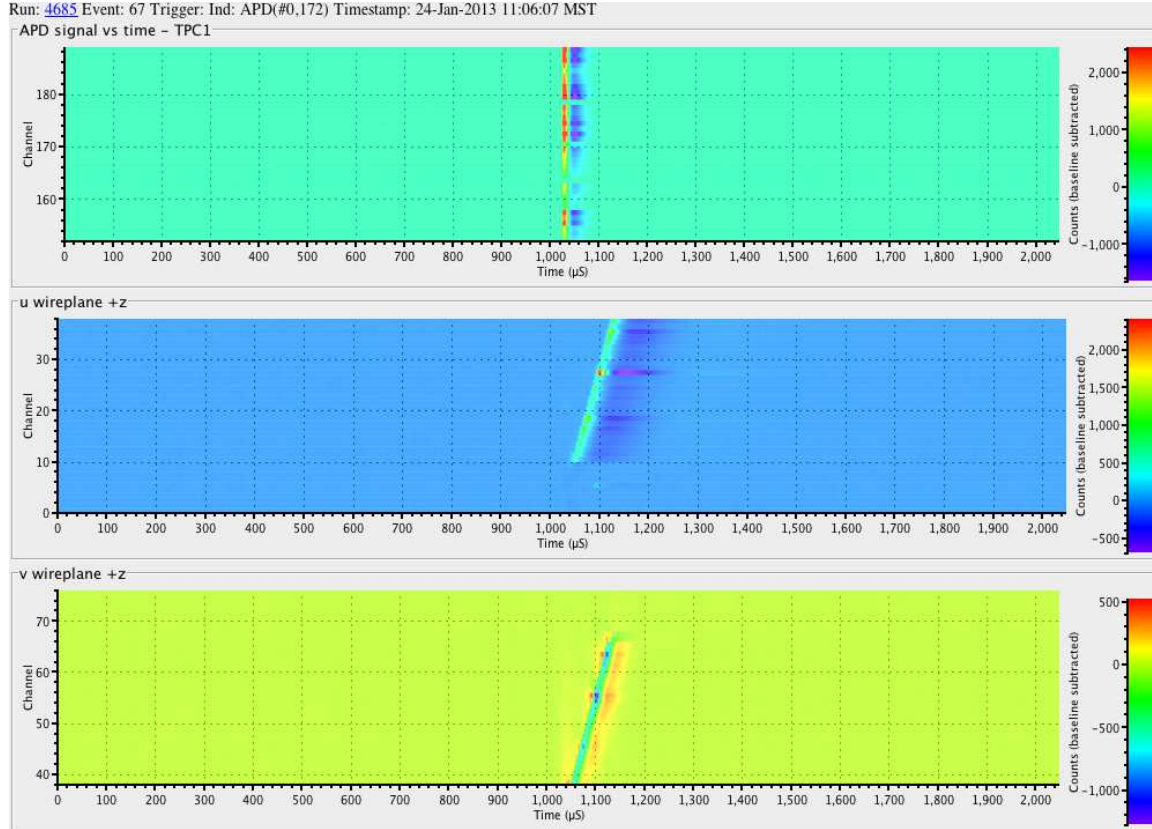 Run: 4685 Event: 67 Trigger: Ind: APD(#0,172) Timestamp: 24-Jan-2013 11:06:07 MST
APD signal vs time - TPC1
Channel
180
170
160
0 100 200 300 400 500 600 700 800 900 1,000 1,100 1,200 1,300 1,400 1,500 1,600 1,700 1,800 1,900 2,000
Time (µS)
Counts (baseline subtracted)
2,000
1,000
0
-1,000
u wireplane +z
Channel
30
20
10
0
0 100 200 300 400 500 600 700 800 900 1,000 1,100 1,200 1,300 1,400 1,500 1,600 1,700 1,800 1,900 2,000
Time (µS)
Counts (baseline subtracted)
2,000
1,500
1,000
500
0
-500
v wireplane +z
Channel
70
60
50
40
0 100 200 300 400 500 600 700 800 900 1,000 1,100 1,200 1,300 1,400 1,500 1,600 1,700 1,800 1,900 2,000
Time (µS)
Counts (baseline subtracted)
500
0
-500
-1,000